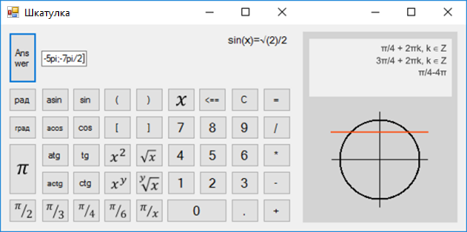 Шкатулка
Ans
wer
-5pi;-7pi/2]
sin(x)=√(2)/2
π/4 + 2πk, k ∈ Z
3π/4 + 2πk, k ∈ Z
π/4-4π
рад asin sin ( ) x <== C =
град acos cos [ ] 7 8 9 /
π atg tg x² √x 4 5 6 *
actg ctg xʸ ʸ√x 1 2 3 -
π/2 π/3 π/4 π/6 π/x 0 . +